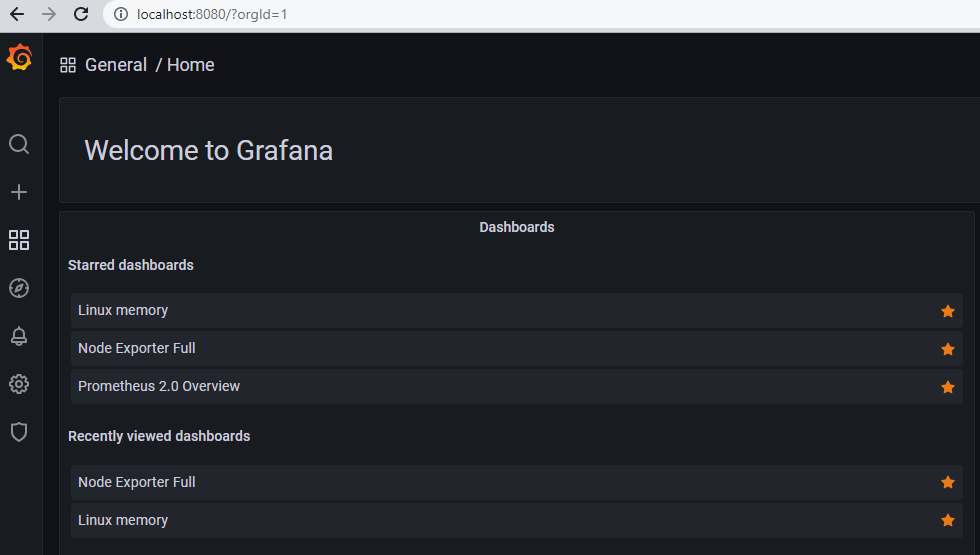 localhost:8080/?orgId=1
General / Home
Welcome to Grafana
Dashboards
Starred dashboards
Linux memory
Node Exporter Full
Prometheus 2.0 Overview
Recently viewed dashboards
Node Exporter Full
Linux memory